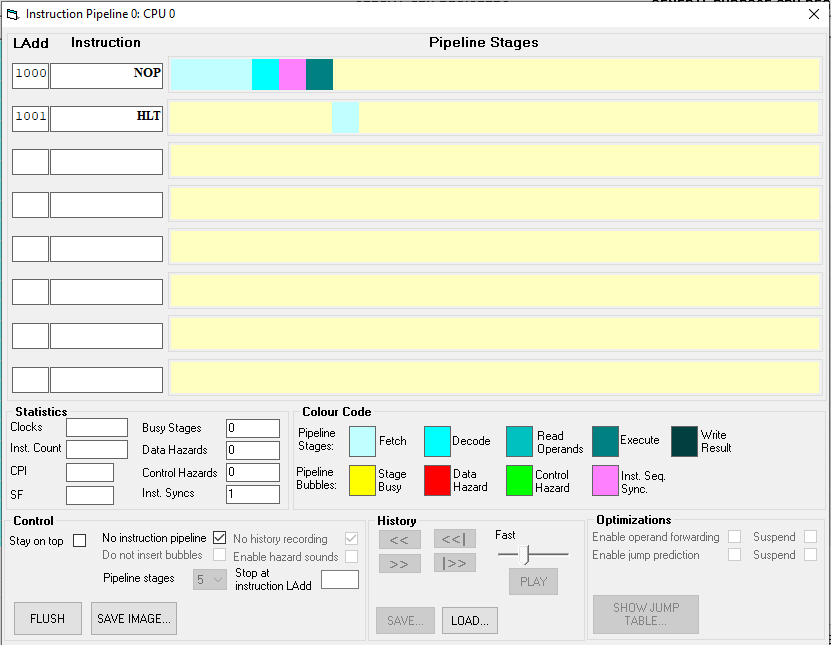 Instruction Pipeline 0: CPU 0
LAdd Instruction Pipeline Stages
1000 NOP
1001 HLT
Statistics
Clocks Busy Stages 0
Inst. Count Data Hazards 0
CPI Control Hazards 0
SF Inst. Syncs 1
Colour Code
Pipeline Stages: Fetch Decode Read Operands Execute Write Result
Pipeline Bubbles: Stage Busy Data Hazard Control Hazard Inst. Seq. Sync.
Control
Stay on top No instruction pipeline No history recording
Do not insert bubbles Enable hazard sounds
Pipeline stages 5 Stop at instruction LAdd
FLUSH SAVE IMAGE...
History
<< <<| Fast
>> |>> PLAY
SAVE... LOAD...
Optimizations
Enable operand forwarding Suspend
Enable jump prediction Suspend
SHOW JUMP TABLE...